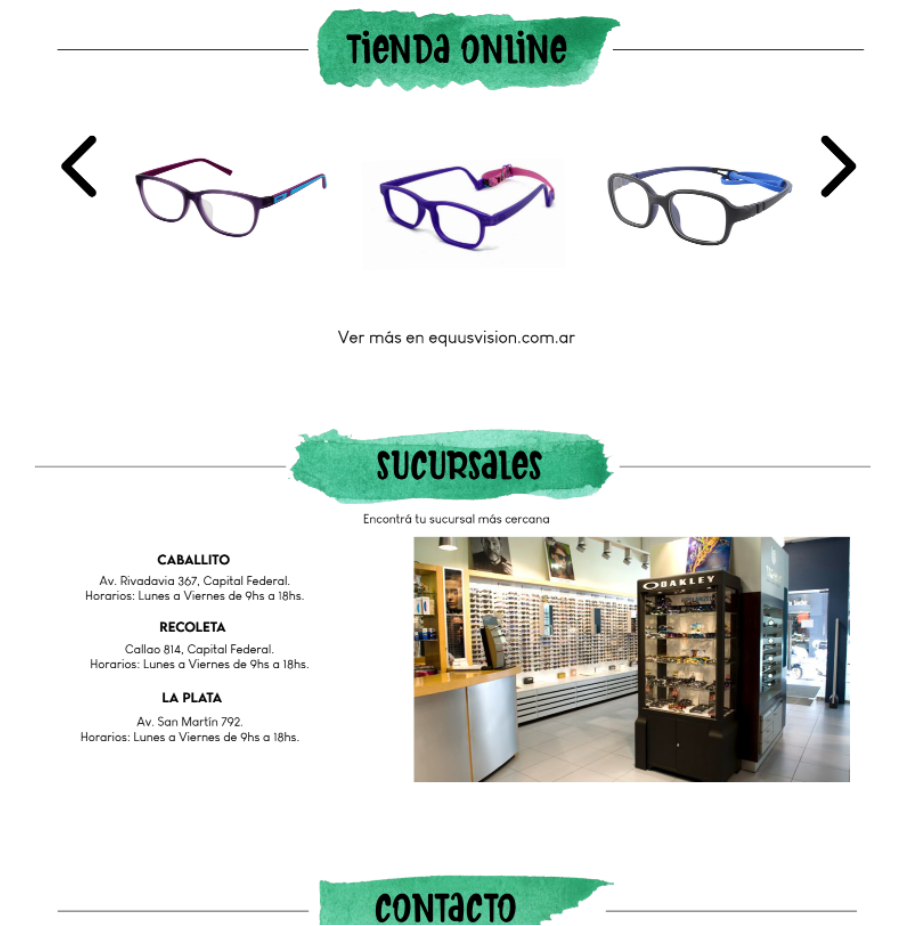 Tienda Online
Ver más en equusvision.com.ar
Sucursales
Encontrá tu sucursal más cercana
CABALLITO
Av. Rivadavia 367, Capital Federal.
Horarios: Lunes a Viernes de 9hs a 18hs.
RECOLETA
Callao 814, Capital Federal.
Horarios: Lunes a Viernes de 9hs a 18hs.
LA PLATA
Av. San Martín 792.
Horarios: Lunes a Viernes de 9hs a 18hs.
OAKLEY
Contacto